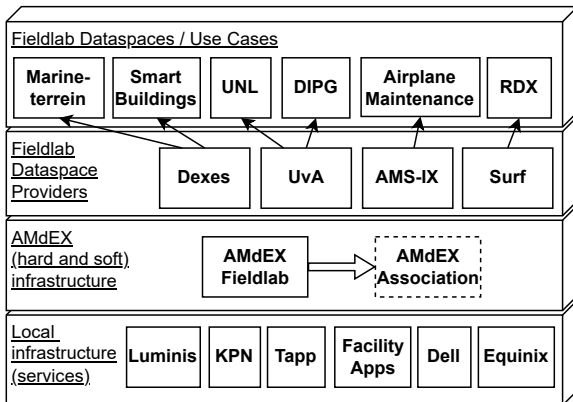 Fieldlab Dataspaces / Use Cases
Marine-
terrein
Smart
Buildings
UNL
DIPG
Airplane
Maintenance
RDX
Fieldlab
Dataspace
Providers
Dexes
UvA
AMS-IX
Surf
AMdEX
(hard and soft)
infrastructure
AMdEX
Fieldlab
AMdEX
Association
Local
infrastructure
(services)
Luminis
KPN
Tapp
Facility
Apps
Dell
Equinix